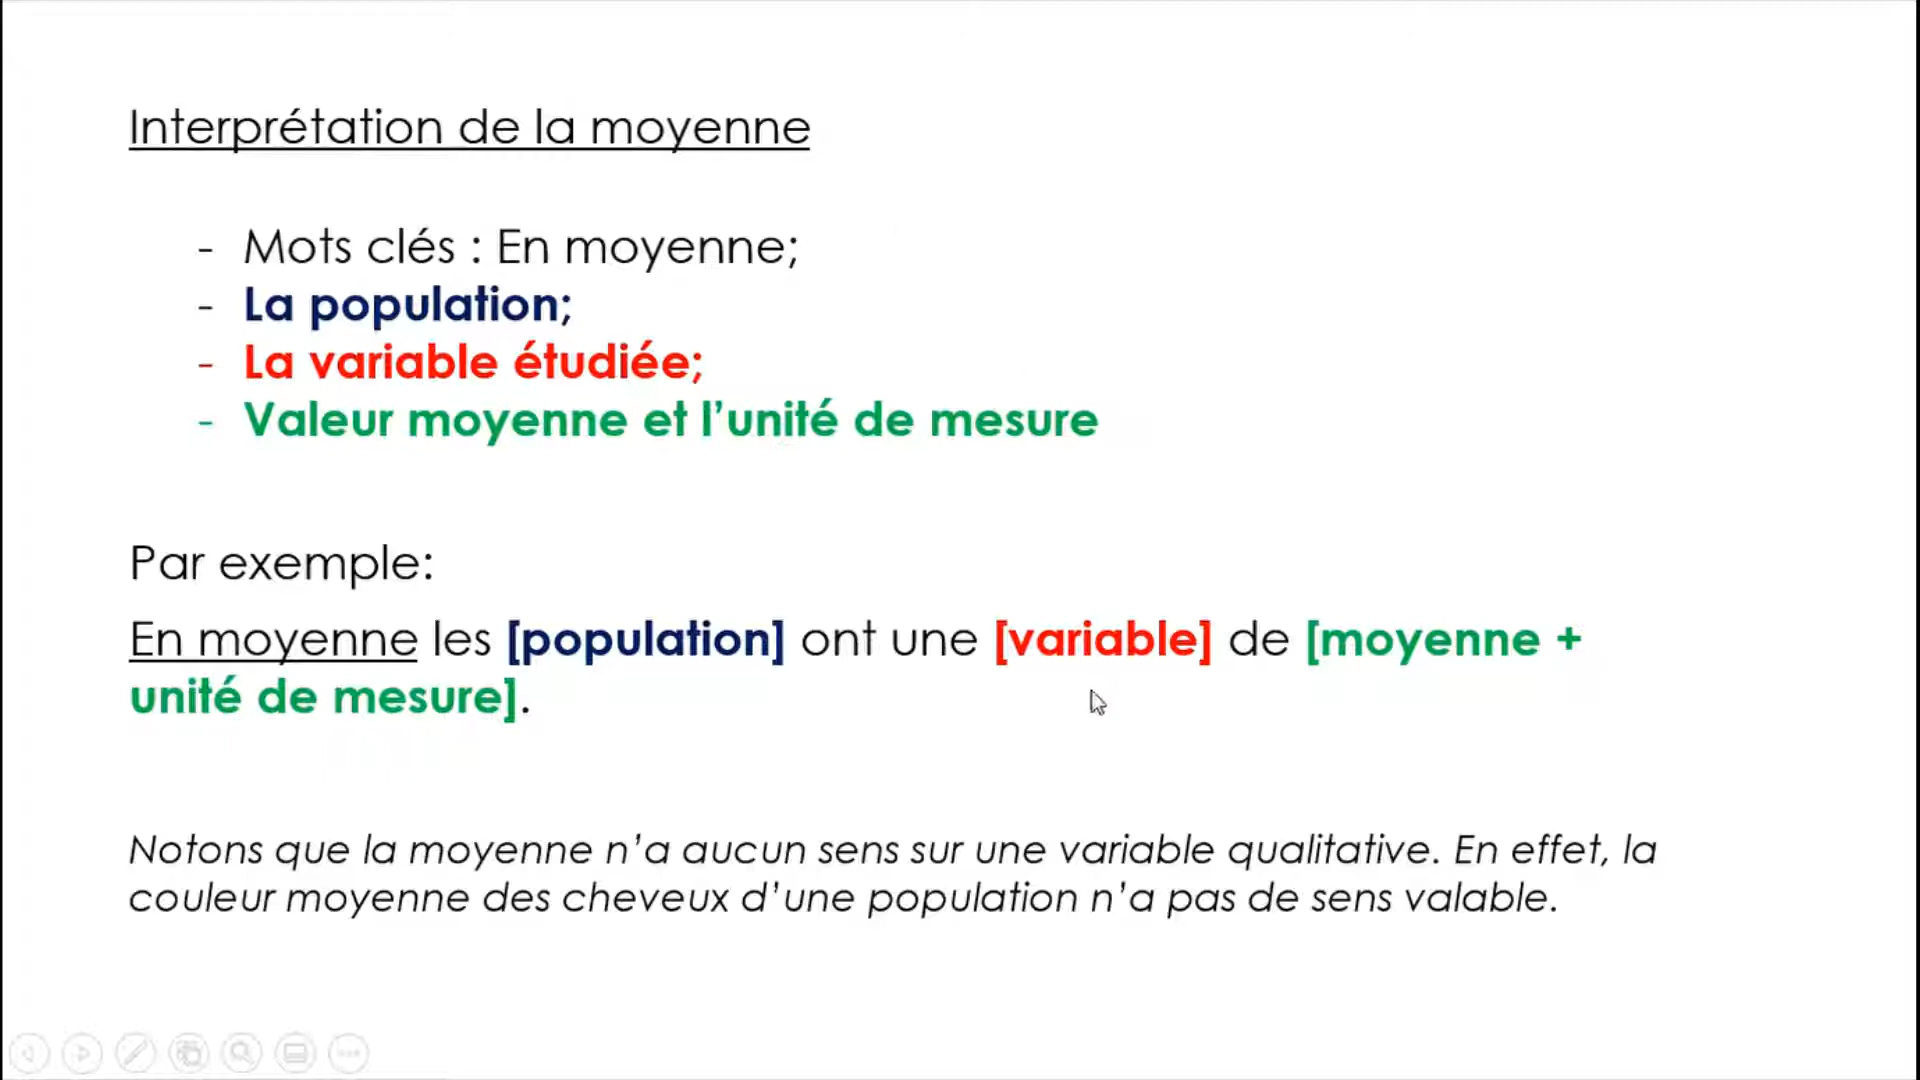 Interprétation de la moyenne
- Mots clés : En moyenne;
- La population;
- La variable étudiée;
- Valeur moyenne et l’unité de mesure
Par exemple:
En moyenne les [population] ont une [variable] de [moyenne +
unité de mesure].
Notons que la moyenne n’a aucun sens sur une variable qualitative. En effet, la
couleur moyenne des cheveux d’une population n’a pas de sens valable.